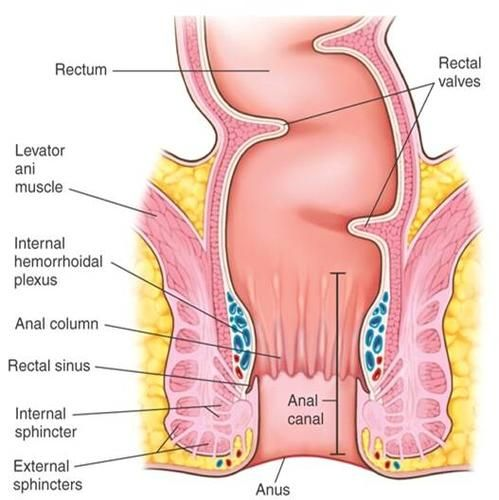 Rectum
Rectal
valves
Levator
ani
muscle
Internal
hemorrhoidal
plexus
Anal column
Rectal sinus
Internal
sphincter
External
sphincters
Anal
canal
Anus